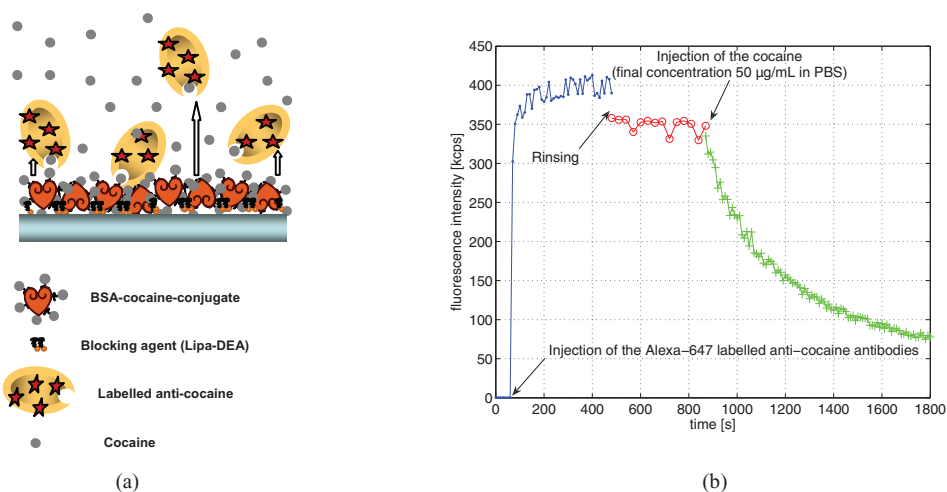 BSA-cocaine-conjugate
Blocking agent (Lipa-DEA)
Labelled anti-cocaine
Cocaine
(a)
450
400
350
300
250
200
150
100
50
0
fluorescence intensity [kcps]
Injection of the cocaine
(final concentration 50 µg/mL in PBS)
Rinsing
Injection of the Alexa−647 labelled anti−cocaine antibodies
0 200 400 600 800 1000 1200 1400 1600 1800
time [s]
(b)